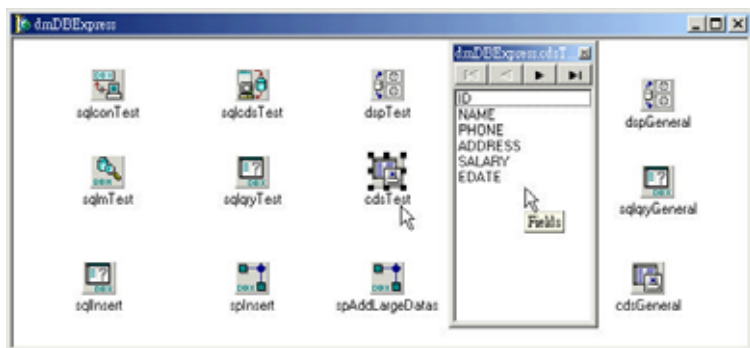 dmDBExpress
sqlconTest
sqlcdsTest
dspTest
dmDBExpress.cdsT
ID
NAME
PHONE
ADDRESS
SALARY
EDATE
Fields
dspGeneral
sqlmTest
sqlqryTest
cdsTest
sqlqryGeneral
sqlInsert
spInsert
spAddLargeDatas
cdsGeneral